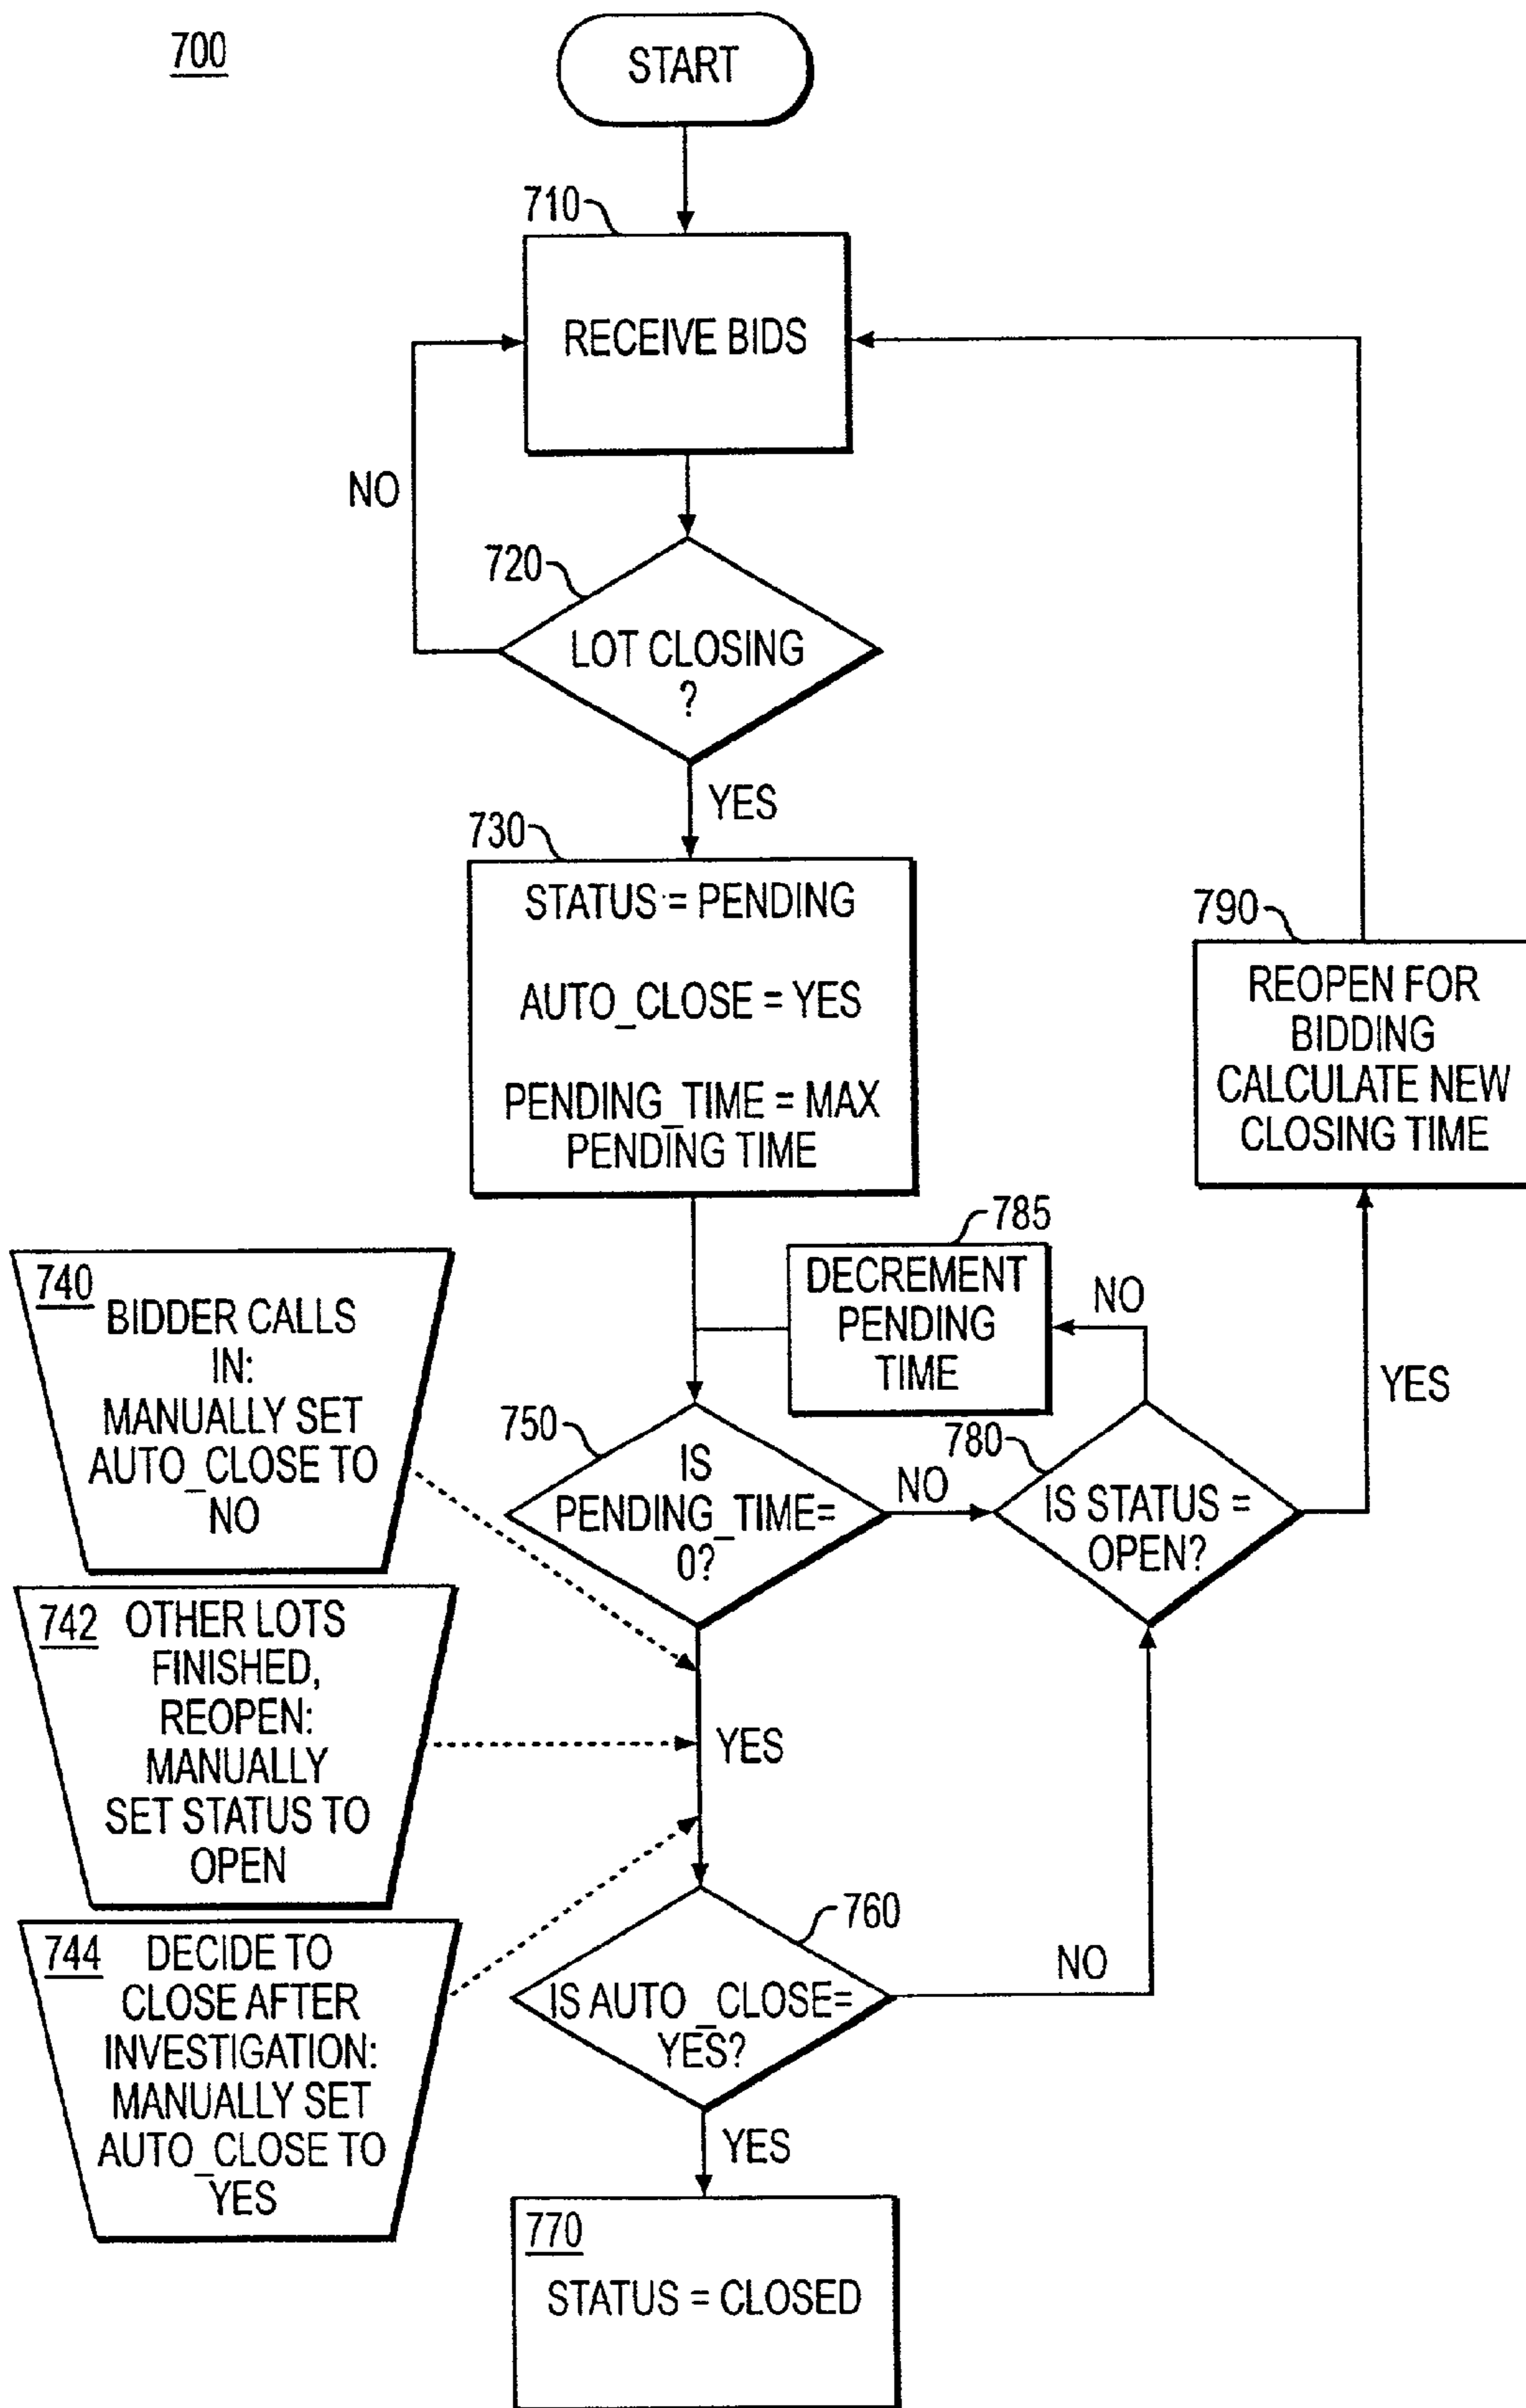 700
START
710
RECEIVE BIDS
NO
720
LOT CLOSING
?
YES
730
STATUS = PENDING
AUTO_CLOSE = YES
PENDING_TIME = MAX
PENDING TIME
790
REOPEN FOR
BIDDING
CALCULATE NEW
CLOSING TIME
785
DECREMENT
PENDING
TIME
NO
YES
740
BIDDER CALLS
IN:
MANUALLY SET
AUTO_CLOSE TO
NO
750
IS
PENDING_TIME=
0?
NO
780
IS STATUS =
OPEN?
742
OTHER LOTS
FINISHED,
REOPEN:
MANUALLY
SET STATUS TO
OPEN
YES
744
DECIDE TO
CLOSE AFTER
INVESTIGATION:
MANUALLY SET
AUTO_CLOSE TO
YES
760
IS AUTO_CLOSE=
YES?
NO
YES
770
STATUS = CLOSED